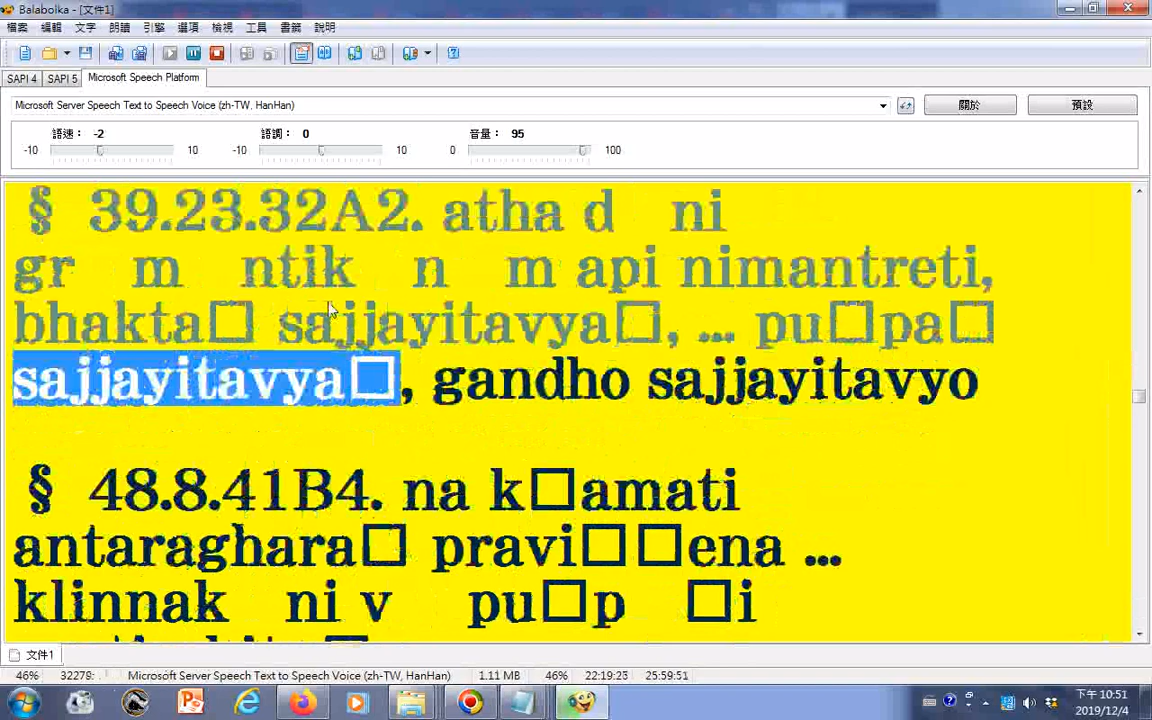 Balabolka - [文件1]
檔案 編輯 文字 朗讀 引擎 選項 檢視 工具 書籤 說明
SAPI 4 SAPI 5 Microsoft Speech Platform
Microsoft Server Speech Text to Speech Voice (zh-TW, HanHan) 關於 預設
語速： -2 語調： 0 音量： 95
-10 10 -10 10 0 100
§ 39.23.32A2. atha d ni
gr m ntik n m api nimantreti,
bhakta□ sajjayitavya□, ... pu□pa□
sajjayitavya□, gandho sajjayitavyo
§ 48.8.41B4. na k□amati
antaraghara□ pravi□□ena ...
klinnak ni v pu□p □i
文件1
46% 32279: Microsoft Server Speech Text to Speech Voice (zh-TW, HanHan) 1.11 MB 46% 22:19:23 25:59:51
下午 10:51
2019/12/4